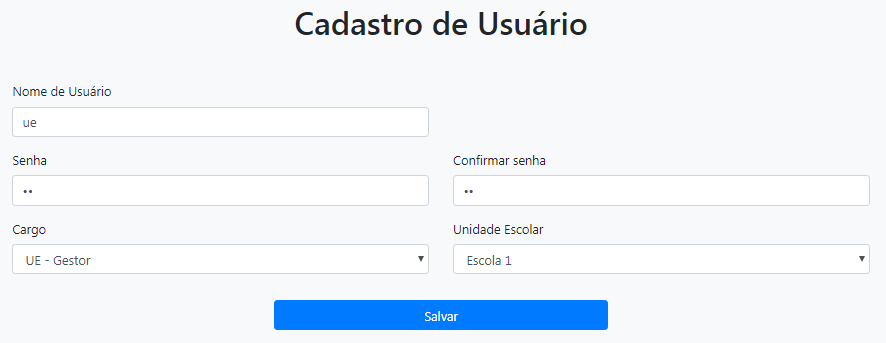 Cadastro de Usuário
Nome de Usuário
ue
Senha
Confirmar senha
••
••
Cargo
Unidade Escolar
UE - Gestor
Escola 1
Salvar